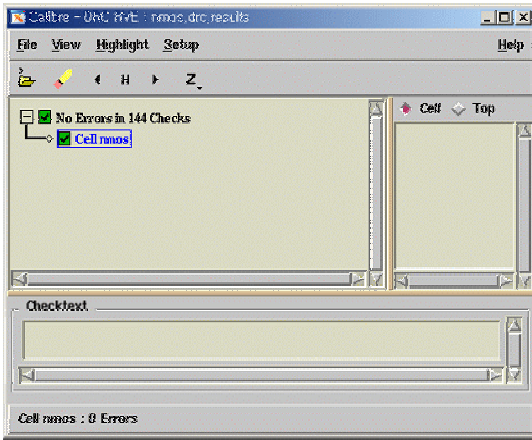 Calibre - DRC RVE : nmos.drc.results
File View Highlight Setup Help
H Z
No Errors in 144 Checks
Cell nmos
Cell Top
Checktext
Cell nmos : 0 Errors